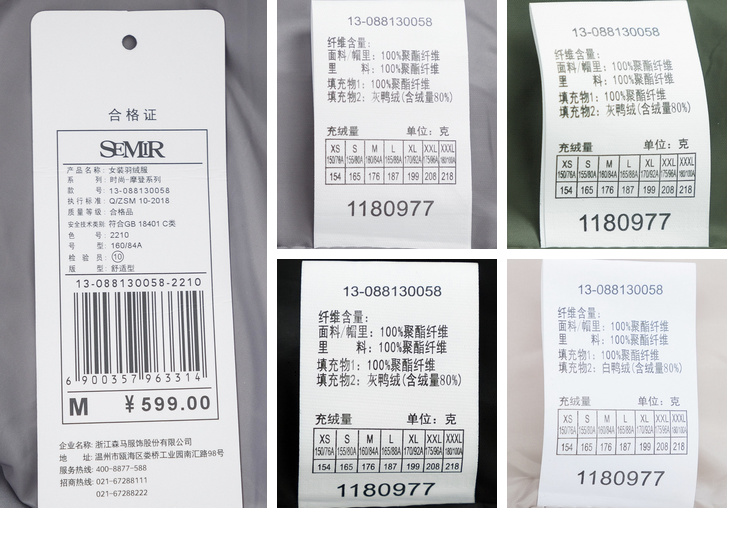 合格证
SEMIR
产品名称: 女装羽绒服
系 列: 时尚-摩登系列
款 号: 13-088130058
执行标准: Q/ZSM 10-2018
质量等级: 合格品
安全技术类别: 符合GB 18401 C类
色 号: 2210
号 型: 160/84A
检 验 员: ⑩
版 型: 舒适型
13-088130058-2210
6 900357 963314
M ￥599.00
企业名称: 浙江森马服饰股份有限公司
地 址: 温州市瓯海区娄桥工业园南汇路98号
服务热线: 400-8877-588
招商热线: 021-67288111
021-67288222
13-088130058
纤维含量:
面料/帽里: 100%聚酯纤维
里 料: 100%聚酯纤维
填充物1: 100%聚酯纤维
填充物2: 灰鸭绒(含绒量80%)
充绒量 单位: 克
XS S M L XL XXL XXXL
150/76A 155/80A 160/84A 165/88A 170/92A 175/96A 180/100A
154 165 176 187 199 208 218
1180977
13-088130058
纤维含量:
面料/帽里: 100%聚酯纤维
里 料: 100%聚酯纤维
填充物1: 100%聚酯纤维
填充物2: 灰鸭绒(含绒量80%)
充绒量 单位: 克
XS S M L XL XXL XXXL
150/76A 155/80A 160/84A 165/88A 170/92A 175/96A 180/100A
154 165 176 187 199 208 218
1180977
13-088130058
纤维含量:
面料/帽里: 100%聚酯纤维
里 料: 100%聚酯纤维
填充物1: 100%聚酯纤维
填充物2: 灰鸭绒(含绒量80%)
充绒量 单位: 克
XS S M L XL XXL XXXL
150/76A 155/80A 160/84A 165/88A 170/92A 175/96A 180/100A
154 165 176 187 199 208 218
1180977
13-088130058
纤维含量:
面料/帽里: 100%聚酯纤维
里 料: 100%聚酯纤维
填充物1: 100%聚酯纤维
填充物2: 白鸭绒(含绒量80%)
充绒量 单位: 克
XS S M L XL XXL XXXL
150/76A 155/80A 160/84A 165/88A 170/92A 175/96A 180/100A
154 165 176 187 199 208 218
1180977